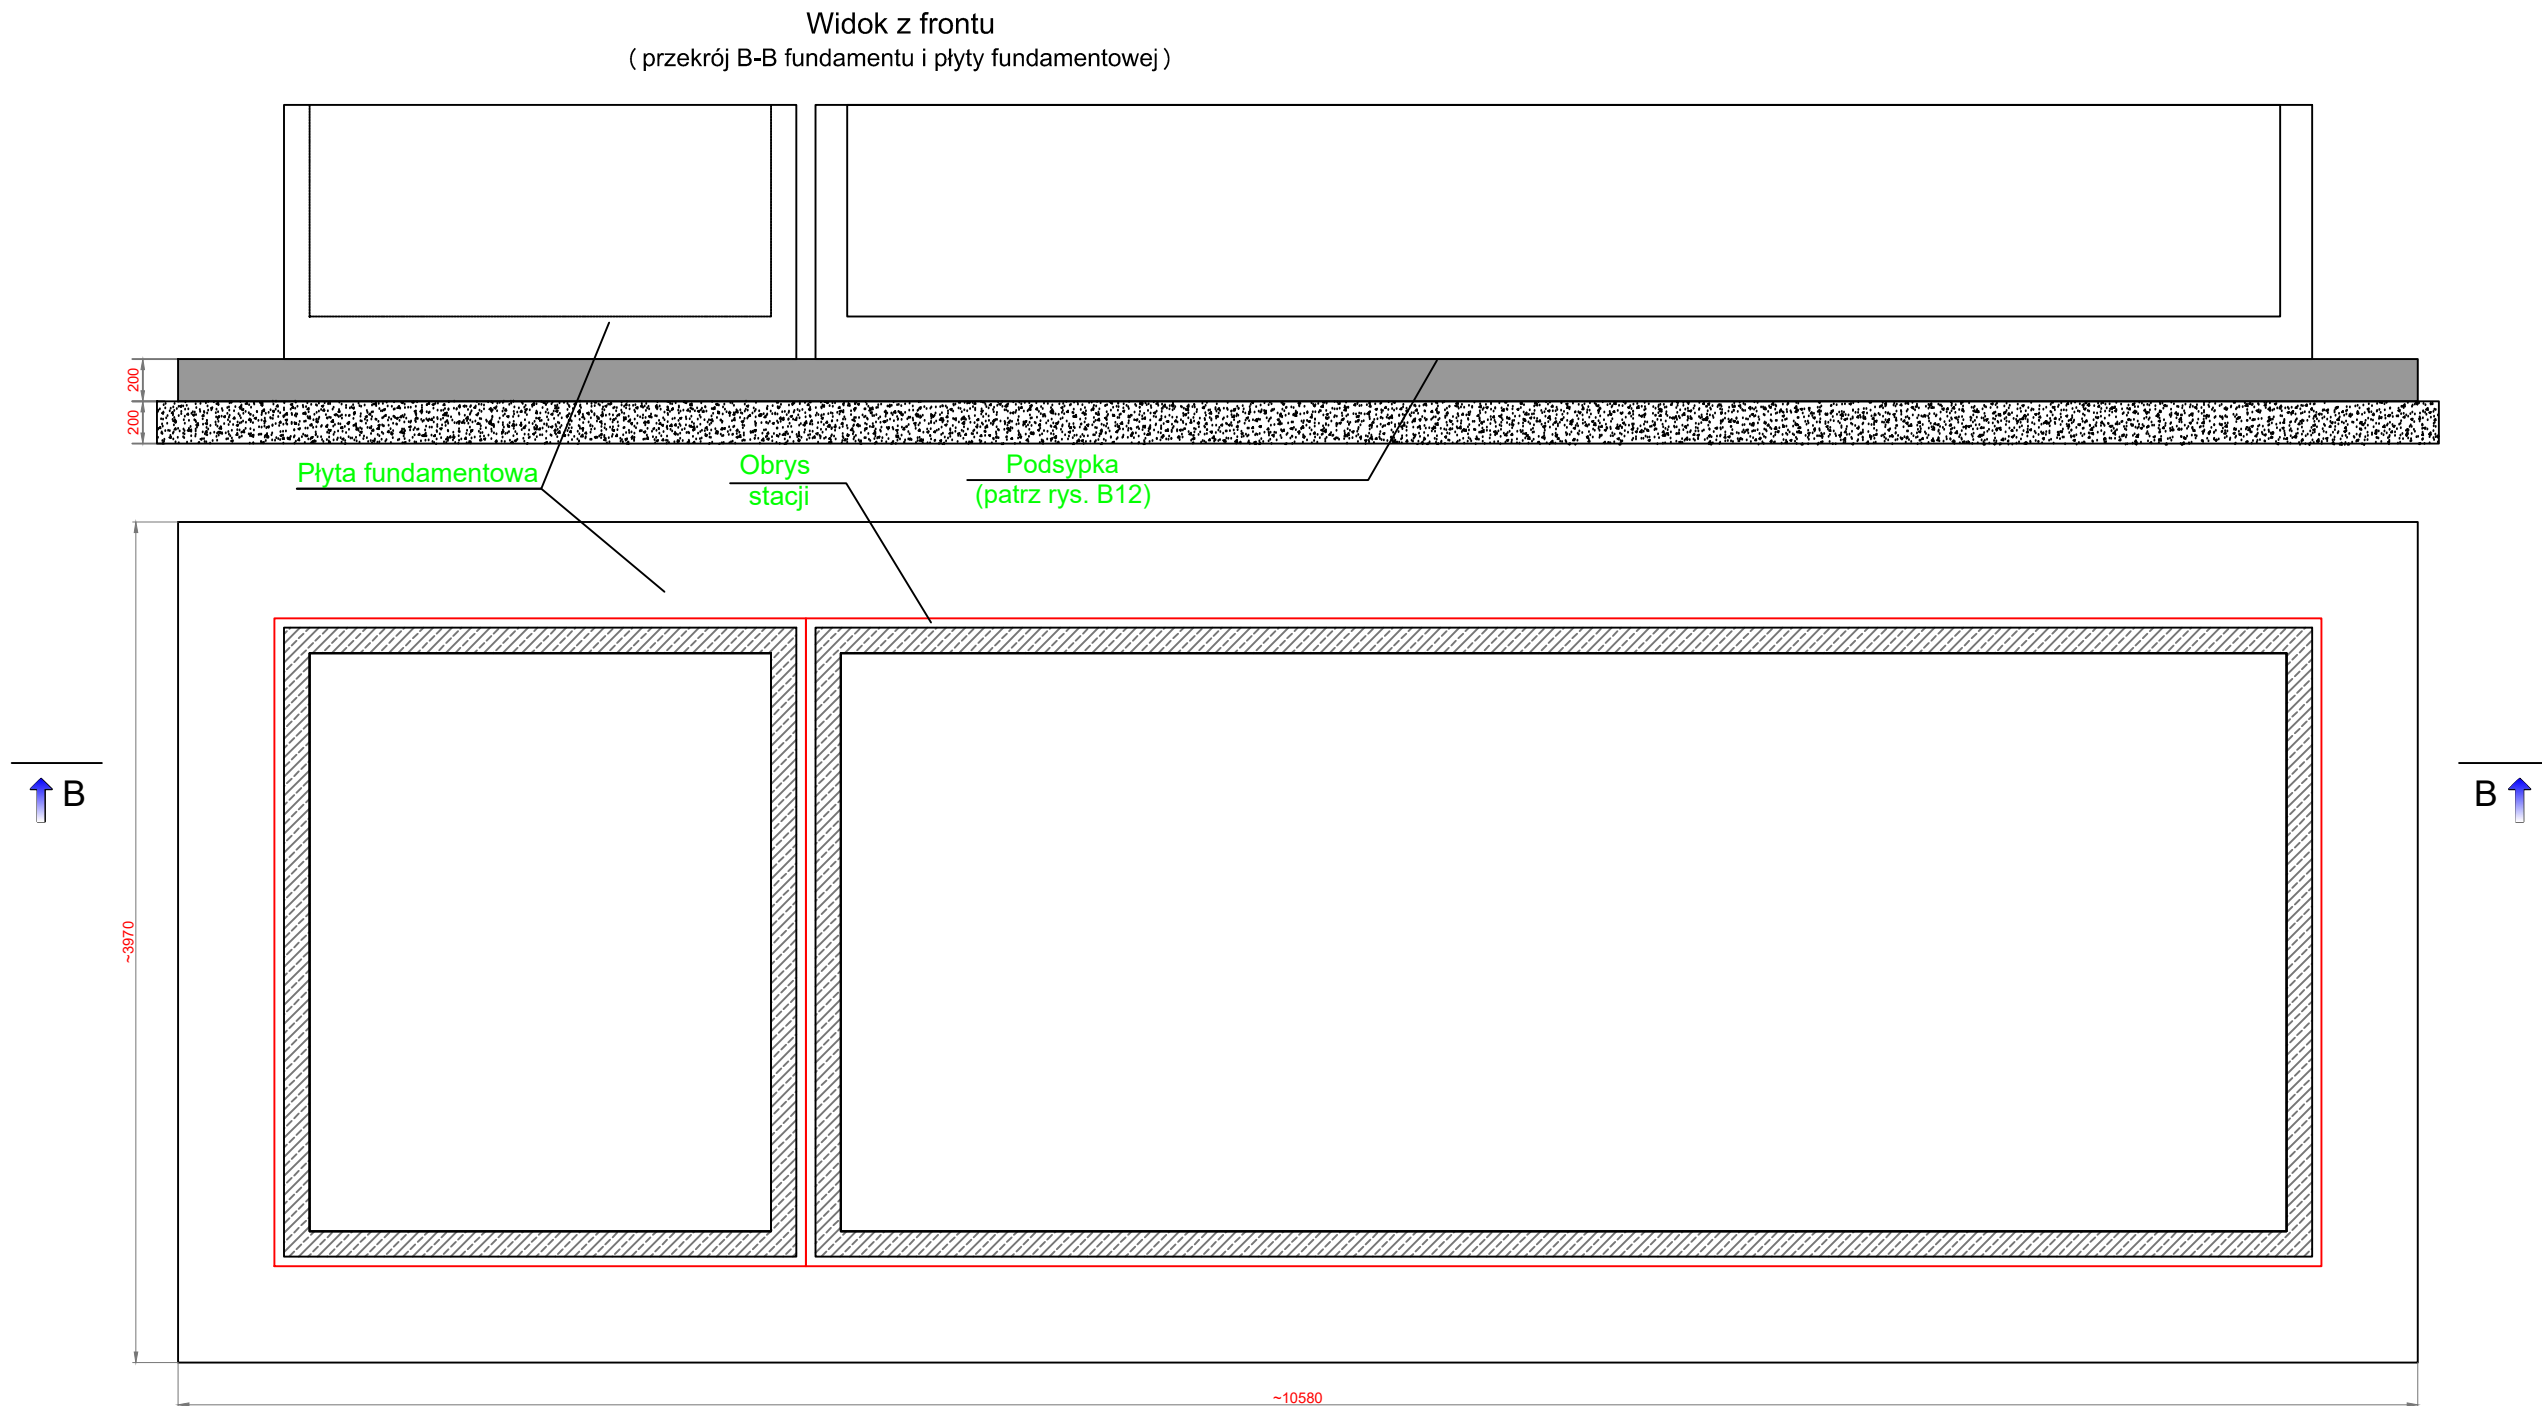 Widok z frontu
( przekrój B-B fundamentu i płyty fundamentowej )
200
200
Płyta fundamentowa
Obrys
stacji
Podsypka
(patrz rys. B12)
B
B
~3970
~10580